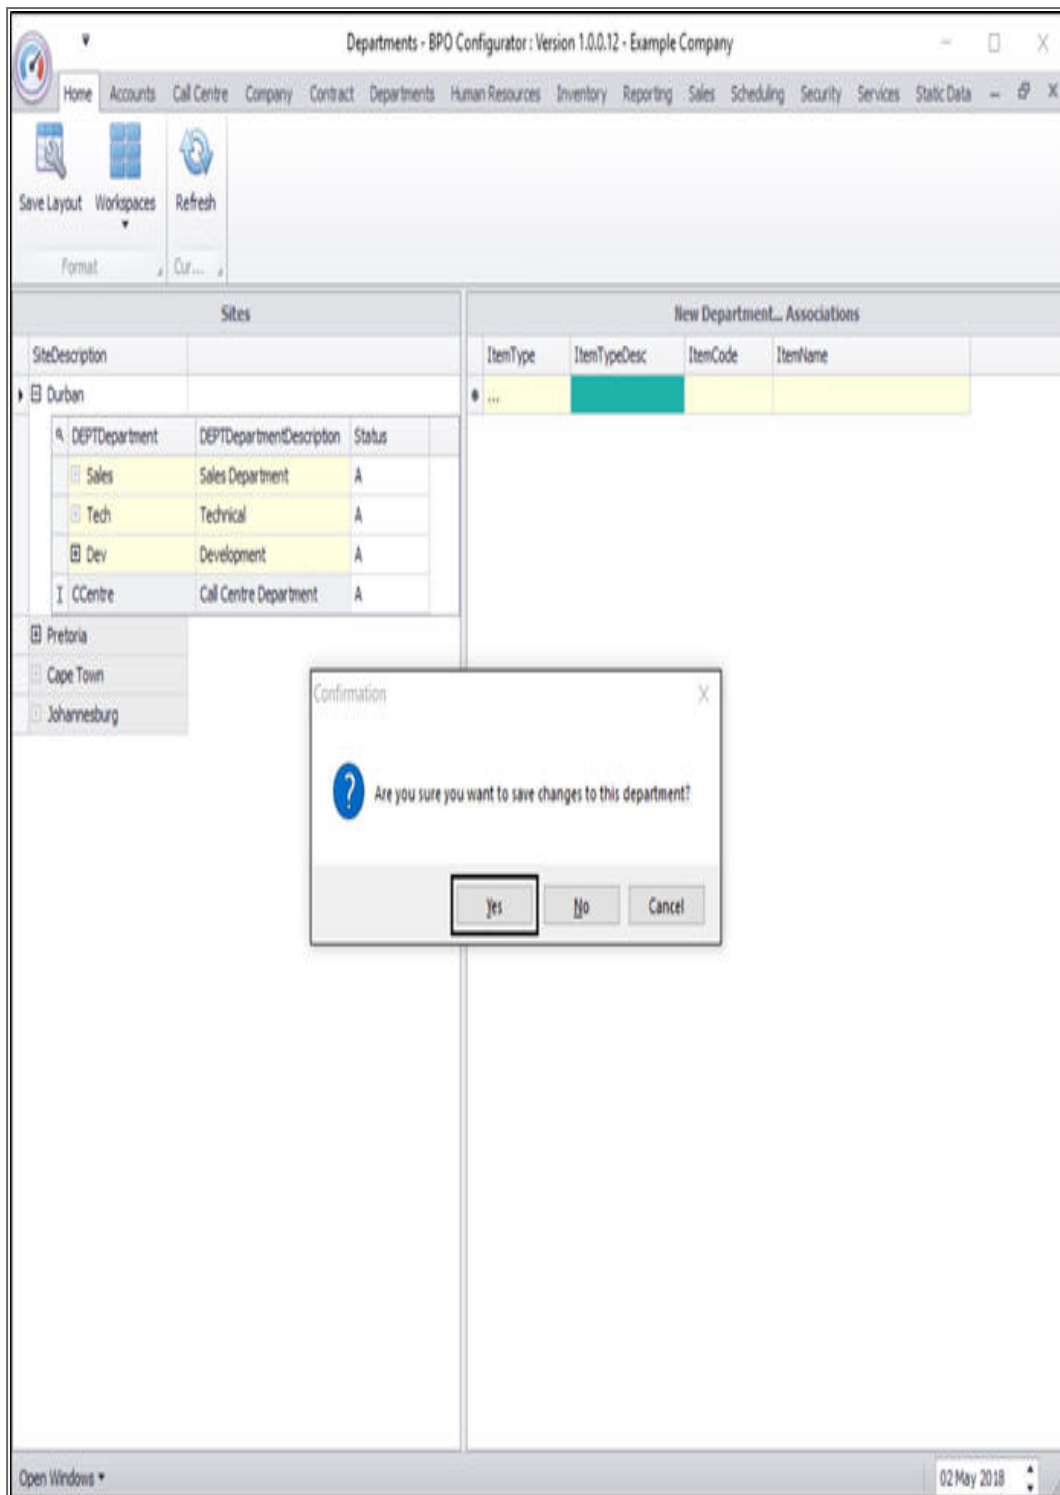 Departments - BPO Configurator : Version 1.0.0.12 - Example Company
Home Accounts Call Centre Company Contract Departments Human Resources Inventory Reporting Sales Scheduling Security Services Static Data
Save Layout Workspaces Refresh
Format Cur...
Sites
New Department... Associations
SiteDescription
ItemType ItemTypeDesc ItemCode ItemName
Durban
...
DEPTDepartment DEPTDepartmentDescription Status
Sales Sales Department A
Tech Technical A
Dev Development A
CCentre Call Centre Department A
Pretoria
Cape Town
Johannesburg
Confirmation
Are you sure you want to save changes to this department?
Yes No Cancel
Open Windows
02 May 2018